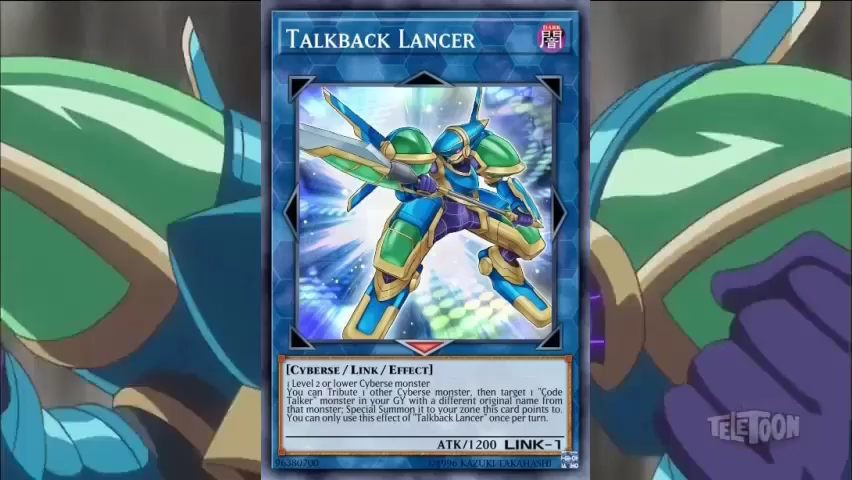 TALKBACK LANCER
DARK
闇
[CYBERSE / LINK / EFFECT]
1 Level 2 or lower Cyberse monster
You can Tribute 1 other Cyberse monster, then target 1 "Code
Talker" monster in your GY with a different original name from
that monster; Special Summon it to your zone this card points to.
You can only use this effect of "Talkback Lancer" once per turn.
ATK/1200 LINK-1
96380700
©1996 KAZUKI TAKAHASHI
TELETOON